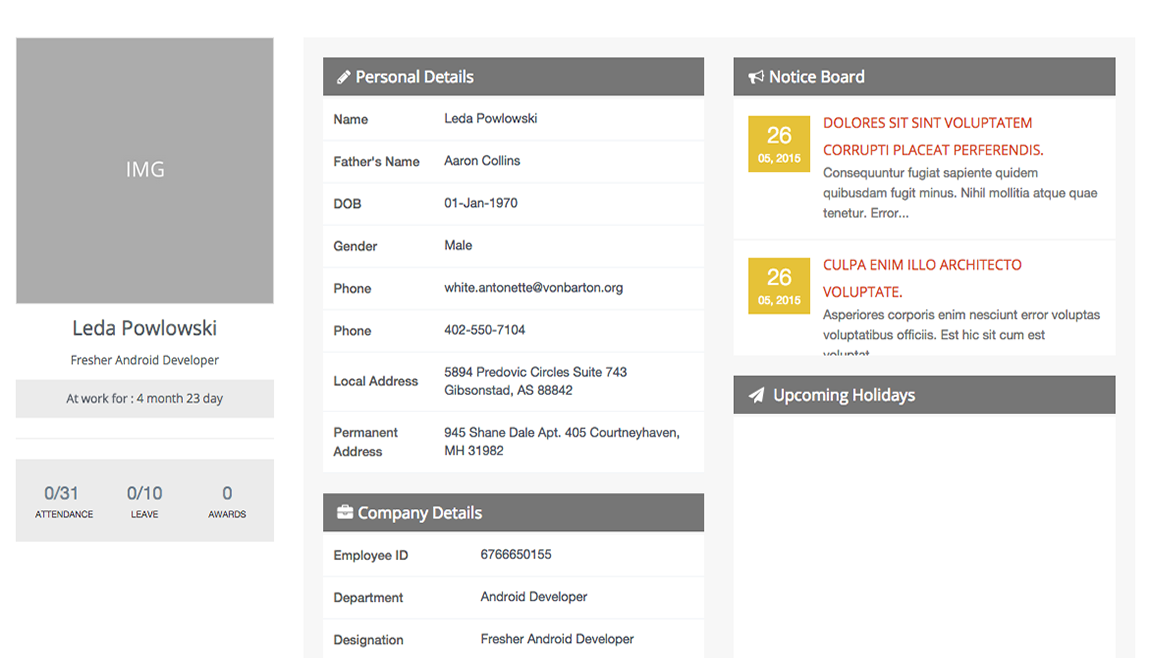 IMG
Leda Powlowski
Fresher Android Developer
At work for : 4 month 23 day
0/31 0/10 0
ATTENDANCE LEAVE AWARDS
Personal Details
Name Leda Powlowski
Father's Name Aaron Collins
DOB 01-Jan-1970
Gender Male
Phone white.antonette@vonbarton.org
Phone 402-550-7104
Local Address 5894 Predovic Circles Suite 743
Gibsonstad, AS 88842
Permanent 945 Shane Dale Apt. 405 Courtneyhaven,
Address MH 31982
Company Details
Employee ID 6766650155
Department Android Developer
Designation Fresher Android Developer
Notice Board
26
05, 2015
DOLORES SIT SINT VOLUPTATEM
CORRUPTI PLACEAT PERFERENDIS.
Consequuntur fugiat sapiente quidem
quibusdam fugit minus. Nihil mollitia atque quae
tenetur. Error...
26
05, 2015
CULPA ENIM ILLO ARCHITECTO
VOLUPTATE.
Asperiores corporis enim nesciunt error voluptas
voluptatibus officiis. Est hic sit cum est
Upcoming Holidays